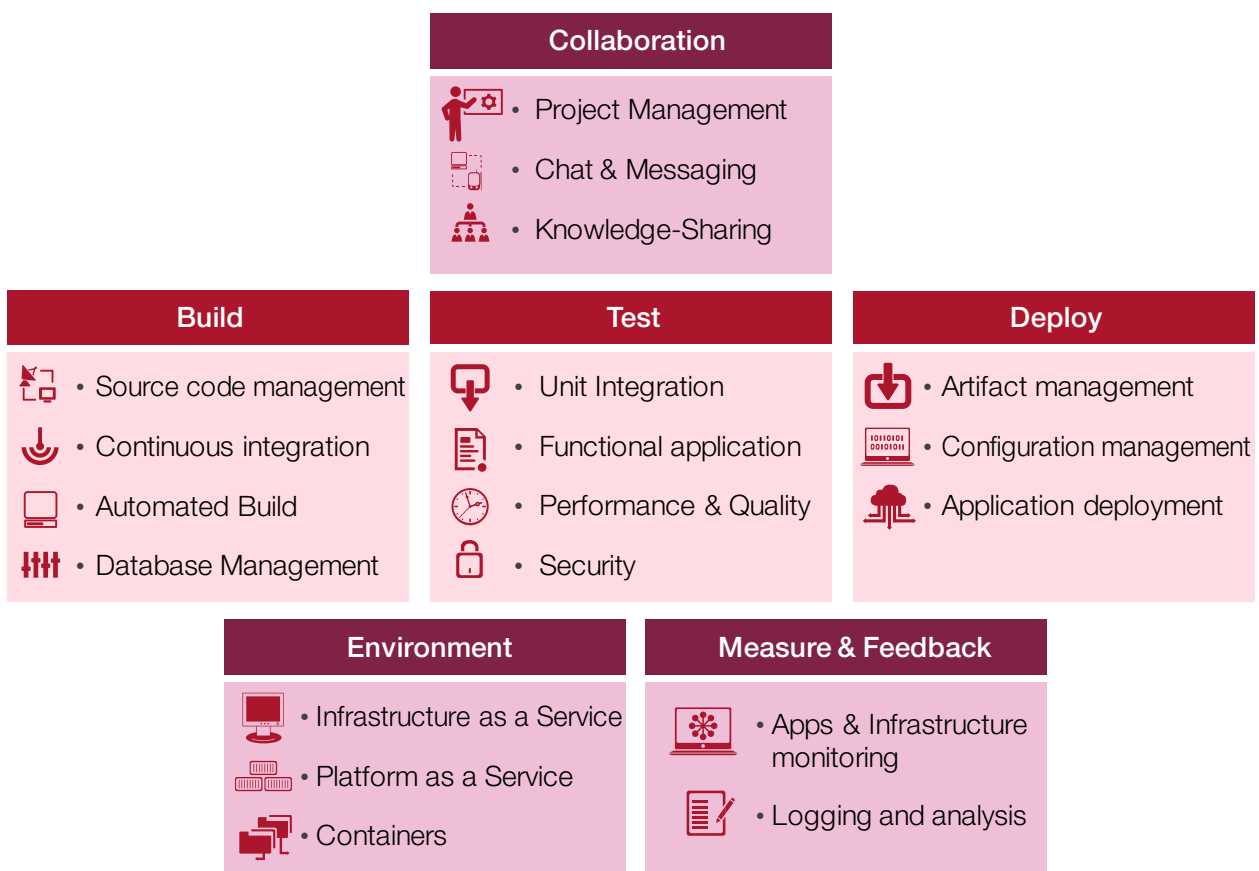 Collaboration
• Project Management
• Chat & Messaging
• Knowledge-Sharing
Build
• Source code management
• Continuous integration
• Automated Build
• Database Management
Test
• Unit Integration
• Functional application
• Performance & Quality
• Security
Deploy
• Artifact management
• Configuration management
10110101
00101011
• Application deployment
Environment
• Infrastructure as a Service
• Platform as a Service
• Containers
Measure & Feedback
• Apps & Infrastructure
monitoring
• Logging and analysis